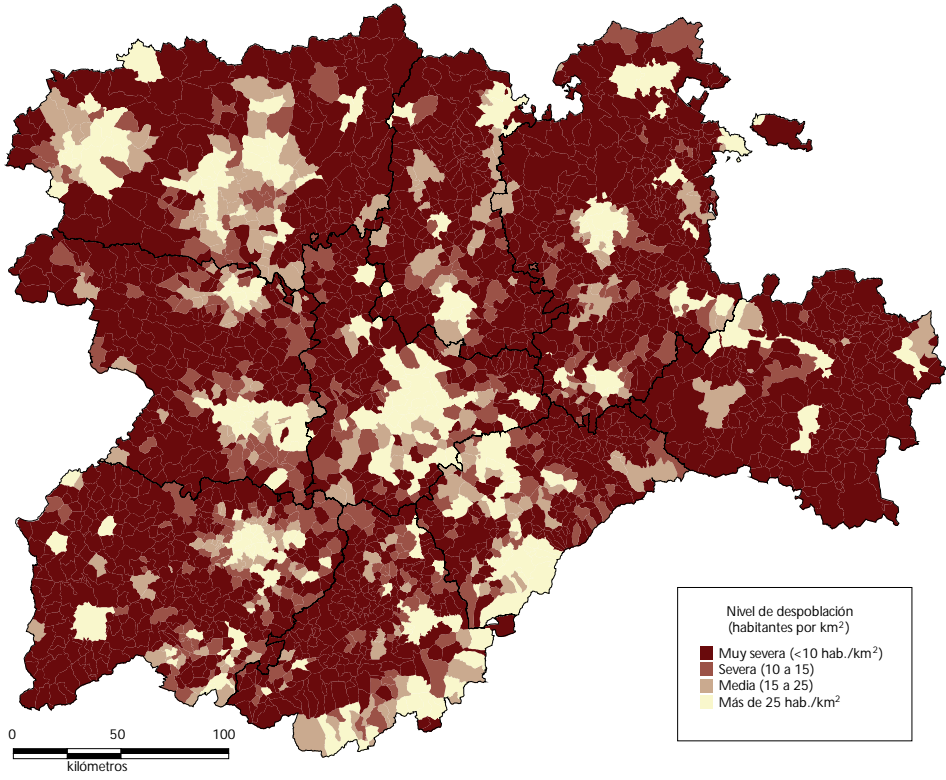 Nivel de despoblación
(habitantes por km²)
Muy severa (<10 hab./km²)
Severa (10 a 15)
Media (15 a 25)
Más de 25 hab./km²
0 50 100
kilómetros